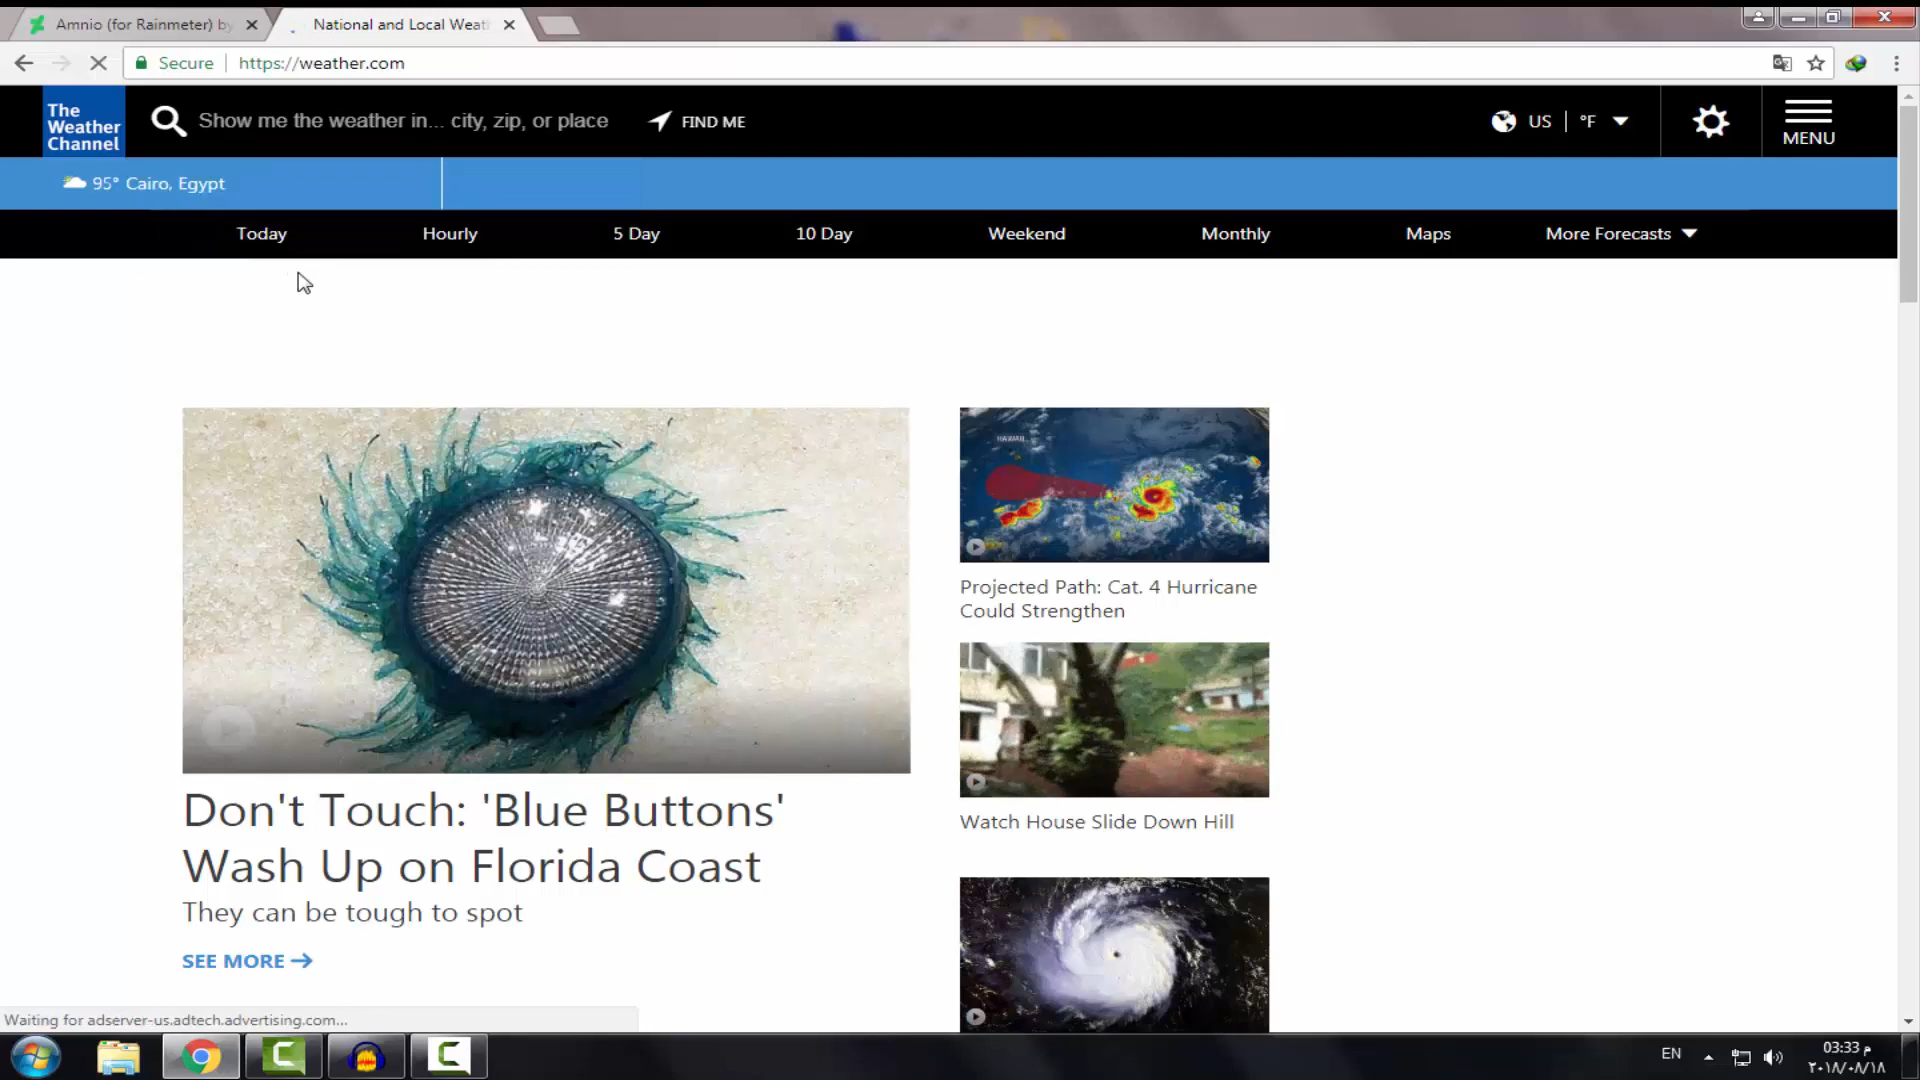 Amnio (for Rainmeter) by
National and Local Weat
Secure
https://weather.com
The
Weather
Channel
Show me the weather in... city, zip, or place
FIND ME
US
°F
MENU
95° Cairo, Egypt
Today
Hourly
5 Day
10 Day
Weekend
Monthly
Maps
More Forecasts
HAWAII
Projected Path: Cat. 4 Hurricane
Could Strengthen
Watch House Slide Down Hill
Don't Touch: 'Blue Buttons'
Wash Up on Florida Coast
They can be tough to spot
SEE MORE
Waiting for adserver-us.adtech.advertising.com...
EN
03:33 م
٢٠١٨/٠٨/١٨